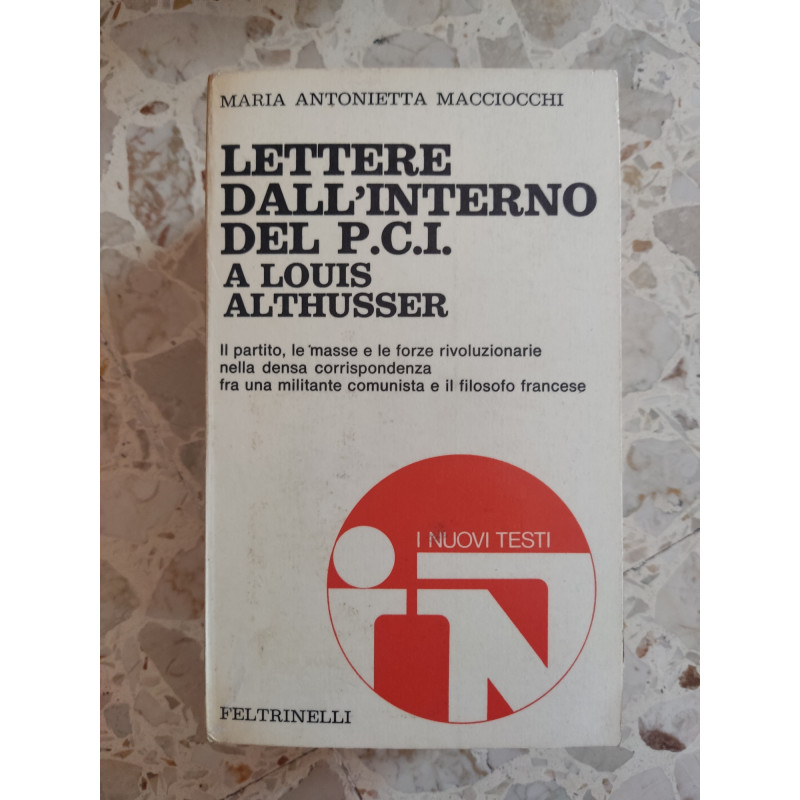 MARIA ANTONIETTA MACCIOCCHI
LETTERE
DALL'INTERNO
DEL P.C.I.
A LOUIS
ALTHUSSER
Il partito, le masse e le forze rivoluzionarie
nella densa corrispondenza
fra una militante comunista e il filosofo francese
I NUOVI TESTI
iN
FELTRINELLI